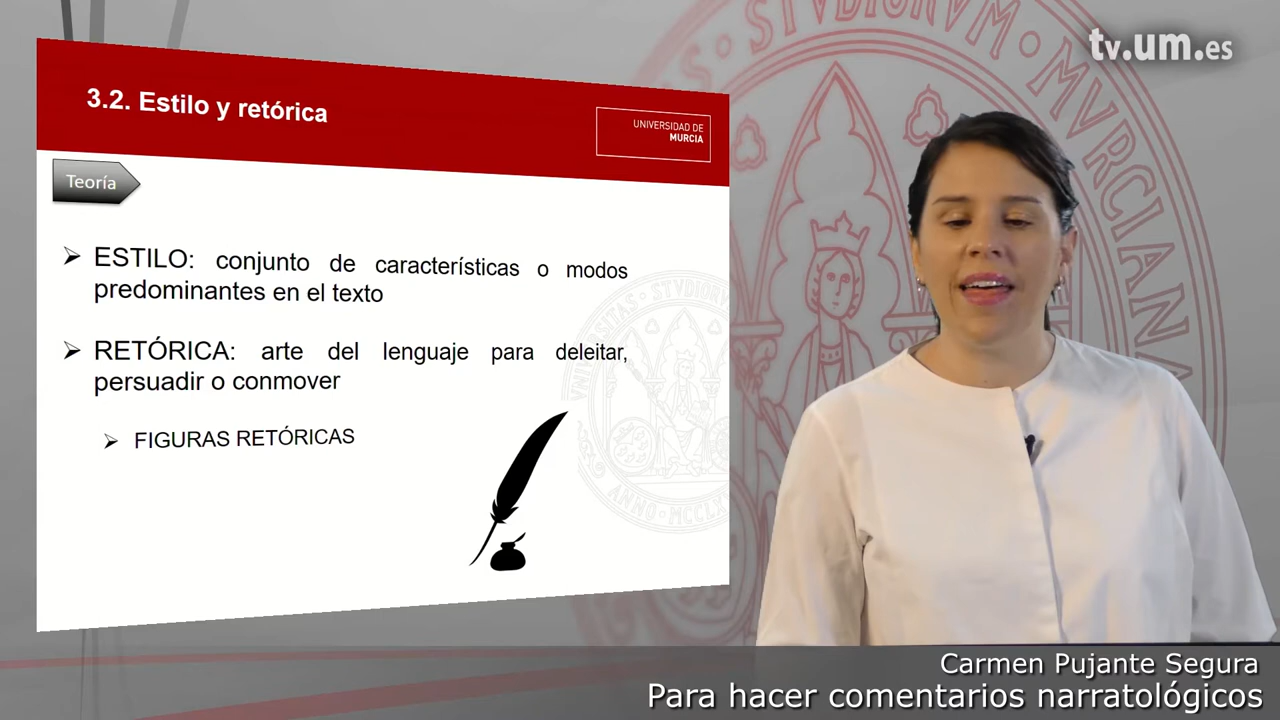 tv.um.es
3.2. Estilo y retórica
UNIVERSIDAD DE
MURCIA
Teoría
ESTILO: conjunto de características o modos
predominantes en el texto
RETÓRICA: arte del lenguaje para deleitar,
persuadir o conmover
FIGURAS RETÓRICAS
Carmen Pujante Segura
Para hacer comentarios narratológicos